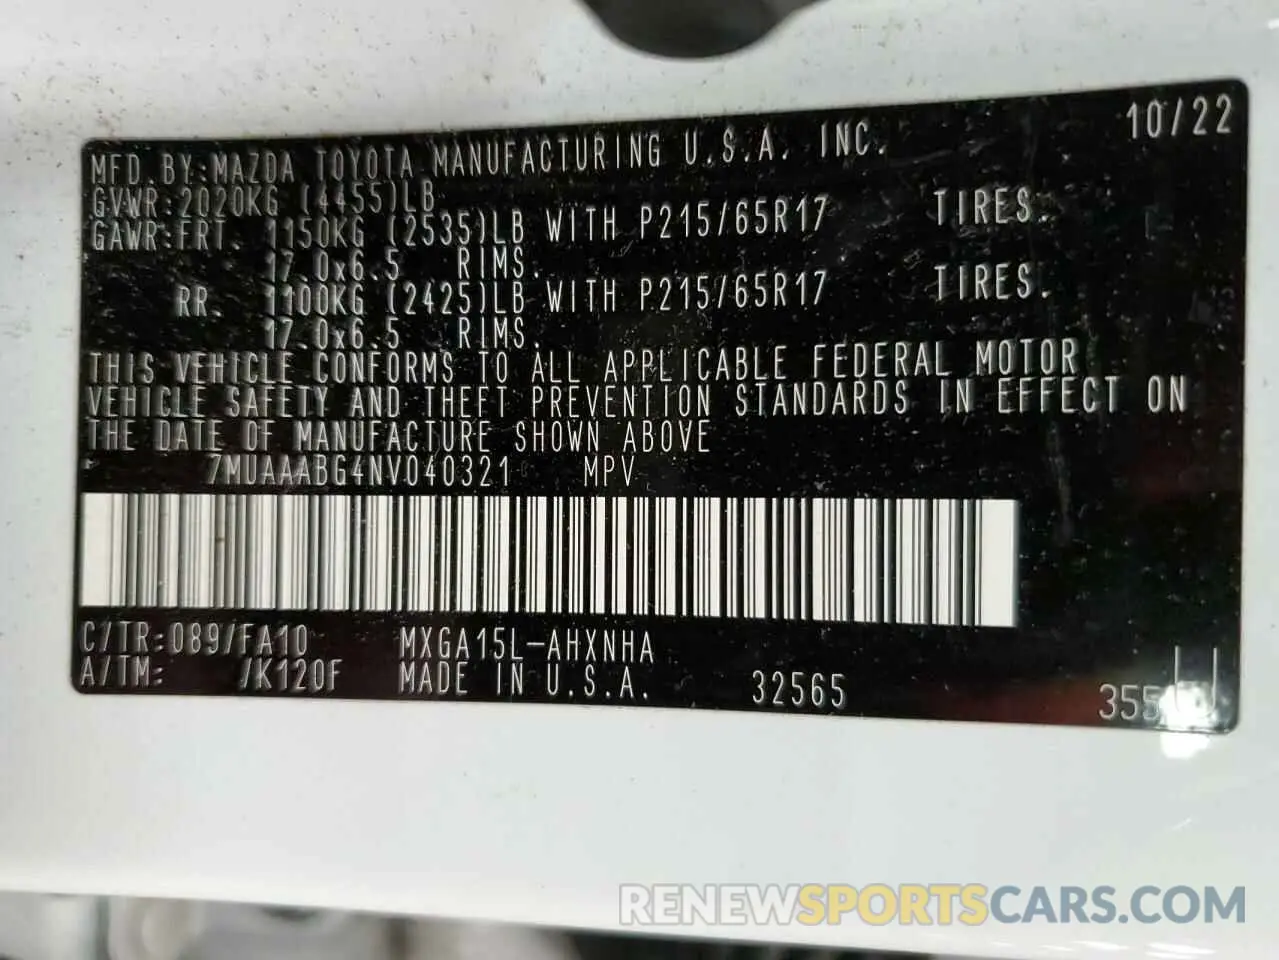 10/22
MFD. BY:MAZDA TOYOTA MANUFACTURING U.S.A. INC.
GVWR:2020KG (4455)LB
GAWR:FRT. 1150KG (2535)LB WITH P215/65R17 TIRES.
17.0x6.5 RIMS.
RR. 1100KG (2425)LB WITH P215/65R17 TIRES.
17.0x6.5 RIMS.
THIS VEHICLE CONFORMS TO ALL APPLICABLE FEDERAL MOTOR
VEHICLE SAFETY AND THEFT PREVENTION STANDARDS IN EFFECT ON
THE DATE OF MANUFACTURE SHOWN ABOVE
7MUAAABG4NV040321 MPV
C/TR:089/FA10 MXGA15L-AHXNHA
A/TM: /K120F MADE IN U.S.A. 32565
RENEWSPORTSCARS.COM